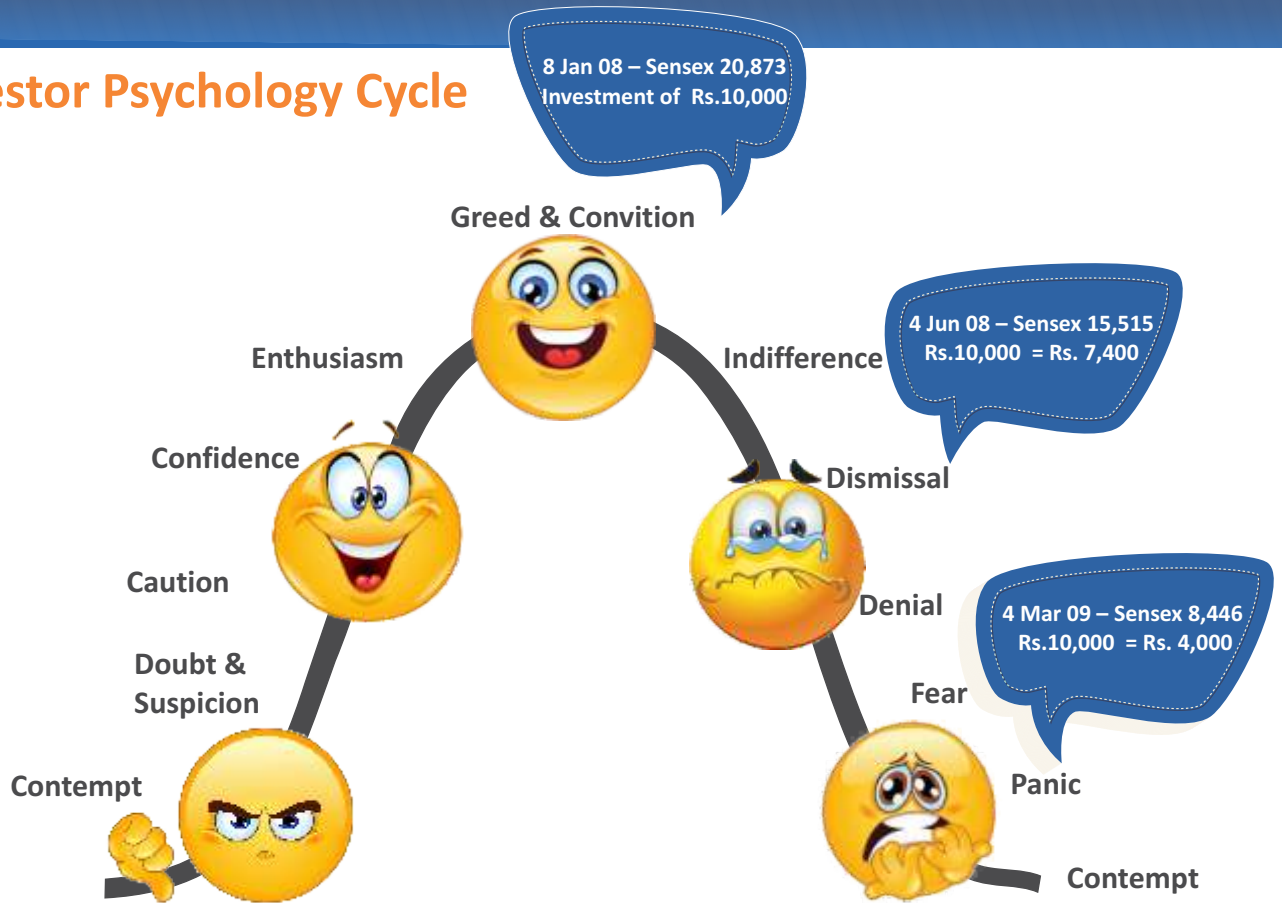 estor Psychology Cycle
8 Jan 08 – Sensex 20,873
Investment of Rs.10,000
Greed & Convition
Enthusiasm
Indifference
4 Jun 08 – Sensex 15,515
Rs.10,000 = Rs. 7,400
Confidence
Dismissal
Caution
Denial
4 Mar 09 – Sensex 8,446
Rs.10,000 = Rs. 4,000
Doubt &
Suspicion
Fear
Contempt
Panic
Contempt